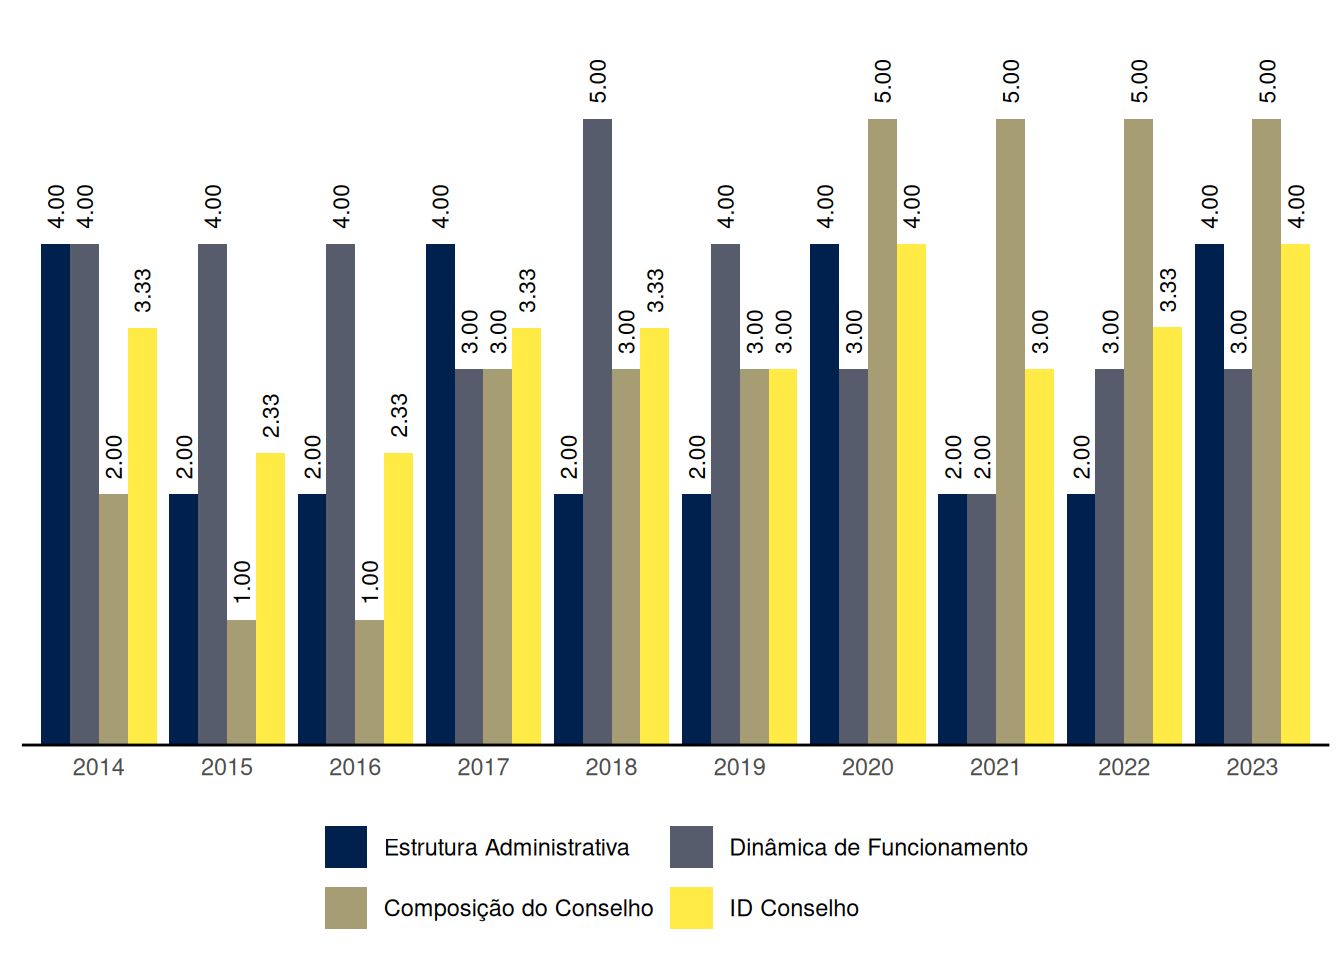 4.00 4.00 2.00 3.33 2.00 4.00 1.00 2.33 2.00 4.00 1.00 2.33 4.00 3.00 3.00 3.33 2.00 5.00 3.00 3.33 2.00 4.00 3.00 3.00 4.00 3.00 5.00 4.00 2.00 2.00 5.00 3.00 2.00 3.00 5.00 3.33 4.00 3.00 5.00 4.00
2014 2015 2016 2017 2018 2019 2020 2021 2022 2023
Estrutura Administrativa Dinâmica de Funcionamento
Composição do Conselho ID Conselho